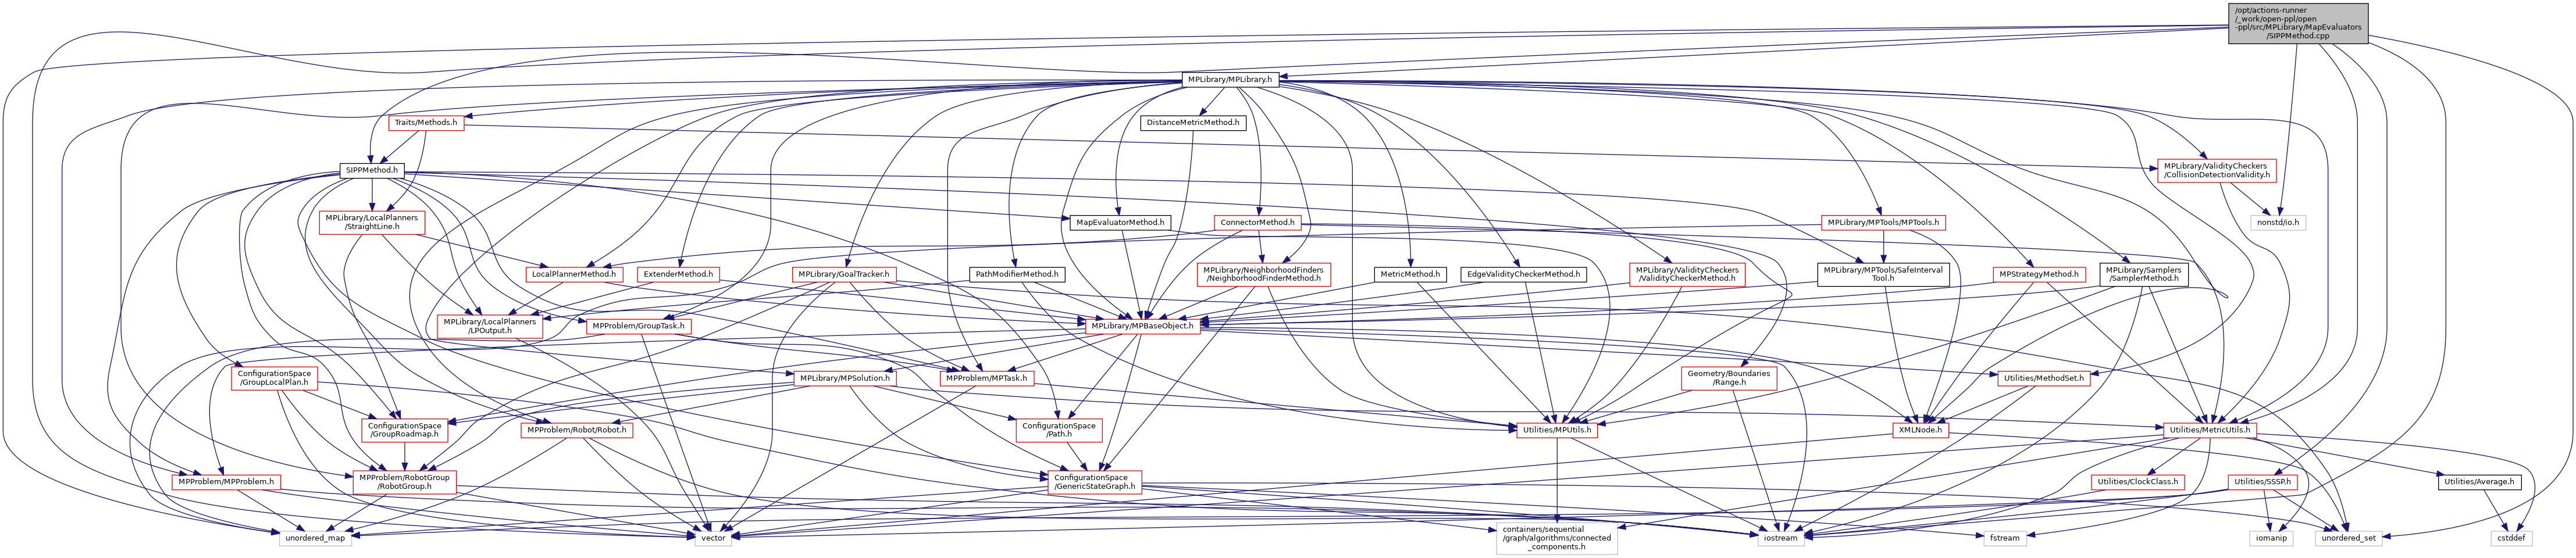 /opt/actions-runner
/_work/open-ppl/open
-ppl/src/MPLibrary/MapEvaluators
/SIPPMethod.cpp
MPLibrary/MPLibrary.h
Traits/Methods.h
DistanceMetricMethod.h
SIPPMethod.h
MPLibrary/ValidityCheckers
/CollisionDetectionValidity.h
MPLibrary/LocalPlanners
/StraightLine.h
MapEvaluatorMethod.h
ConnectorMethod.h
MPLibrary/MPTools/MPTools.h
nonstd/io.h
LocalPlannerMethod.h
ExtenderMethod.h
MPLibrary/GoalTracker.h
PathModifierMethod.h
MPLibrary/NeighborhoodFinders
/NeighborhoodFinderMethod.h
MetricMethod.h
EdgeValidityCheckerMethod.h
MPLibrary/ValidityCheckers
/ValidityCheckerMethod.h
MPLibrary/MPTools/SafeInterval
Tool.h
MPStrategyMethod.h
MPLibrary/Samplers
/SamplerMethod.h
MPLibrary/LocalPlanners
/LPOutput.h
MPProblem/GroupTask.h
MPLibrary/MPBaseObject.h
ConfigurationSpace
/GroupLocalPlan.h
MPLibrary/MPSolution.h
MPProblem/MPTask.h
Geometry/Boundaries
/Range.h
Utilities/MethodSet.h
ConfigurationSpace
/GroupRoadmap.h
MPProblem/Robot/Robot.h
ConfigurationSpace
/Path.h
Utilities/MPUtils.h
XMLNode.h
Utilities/MetricUtils.h
MPProblem/MPProblem.h
MPProblem/RobotGroup
/RobotGroup.h
ConfigurationSpace
/GenericStateGraph.h
Utilities/ClockClass.h
Utilities/SSSP.h
Utilities/Average.h
unordered_map
vector
containers/sequential
/graph/algorithms/connected
_components.h
iostream
fstream
iomanip
unordered_set
cstddef